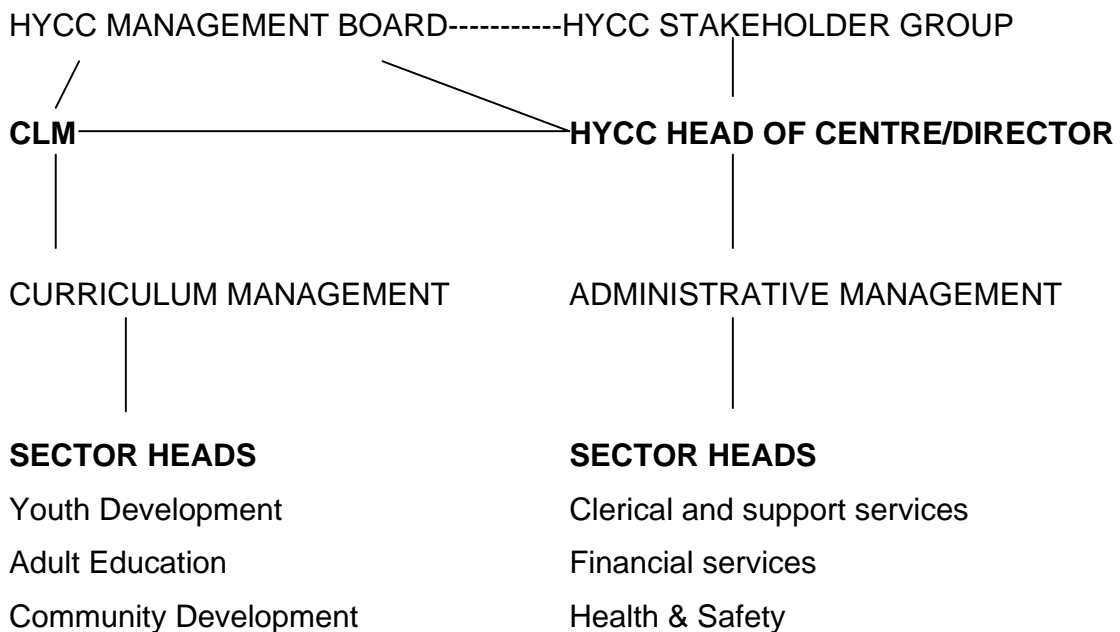 HYCC MANAGEMENT BOARD-----------HYCC STAKEHOLDER GROUP
CLM HYCC HEAD OF CENTRE/DIRECTOR
CURRICULUM MANAGEMENT ADMINISTRATIVE MANAGEMENT
SECTOR HEADS SECTOR HEADS
Youth Development Clerical and support services
Adult Education Financial services
Community Development Health & Safety